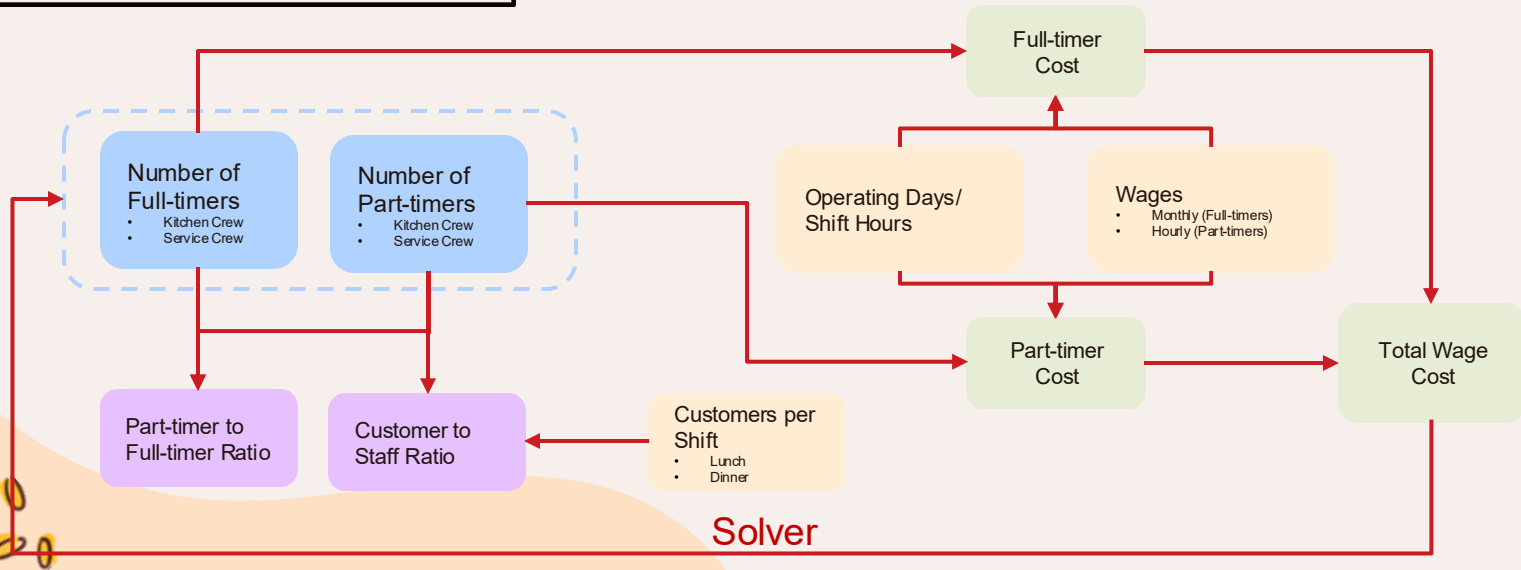 Full-timer
Cost
Number of
Full-timers
• Kitchen Crew
• Service Crew
Number of
Part-timers
• Kitchen Crew
• Service Crew
Operating Days/
Shift Hours
Wages
• Monthly (Full-timers)
• Hourly (Part-timers)
Part-timer
Cost
Total Wage
Cost
Part-timer to
Full-timer Ratio
Customer to
Staff Ratio
Customers per
Shift
• Lunch
• Dinner
Solver